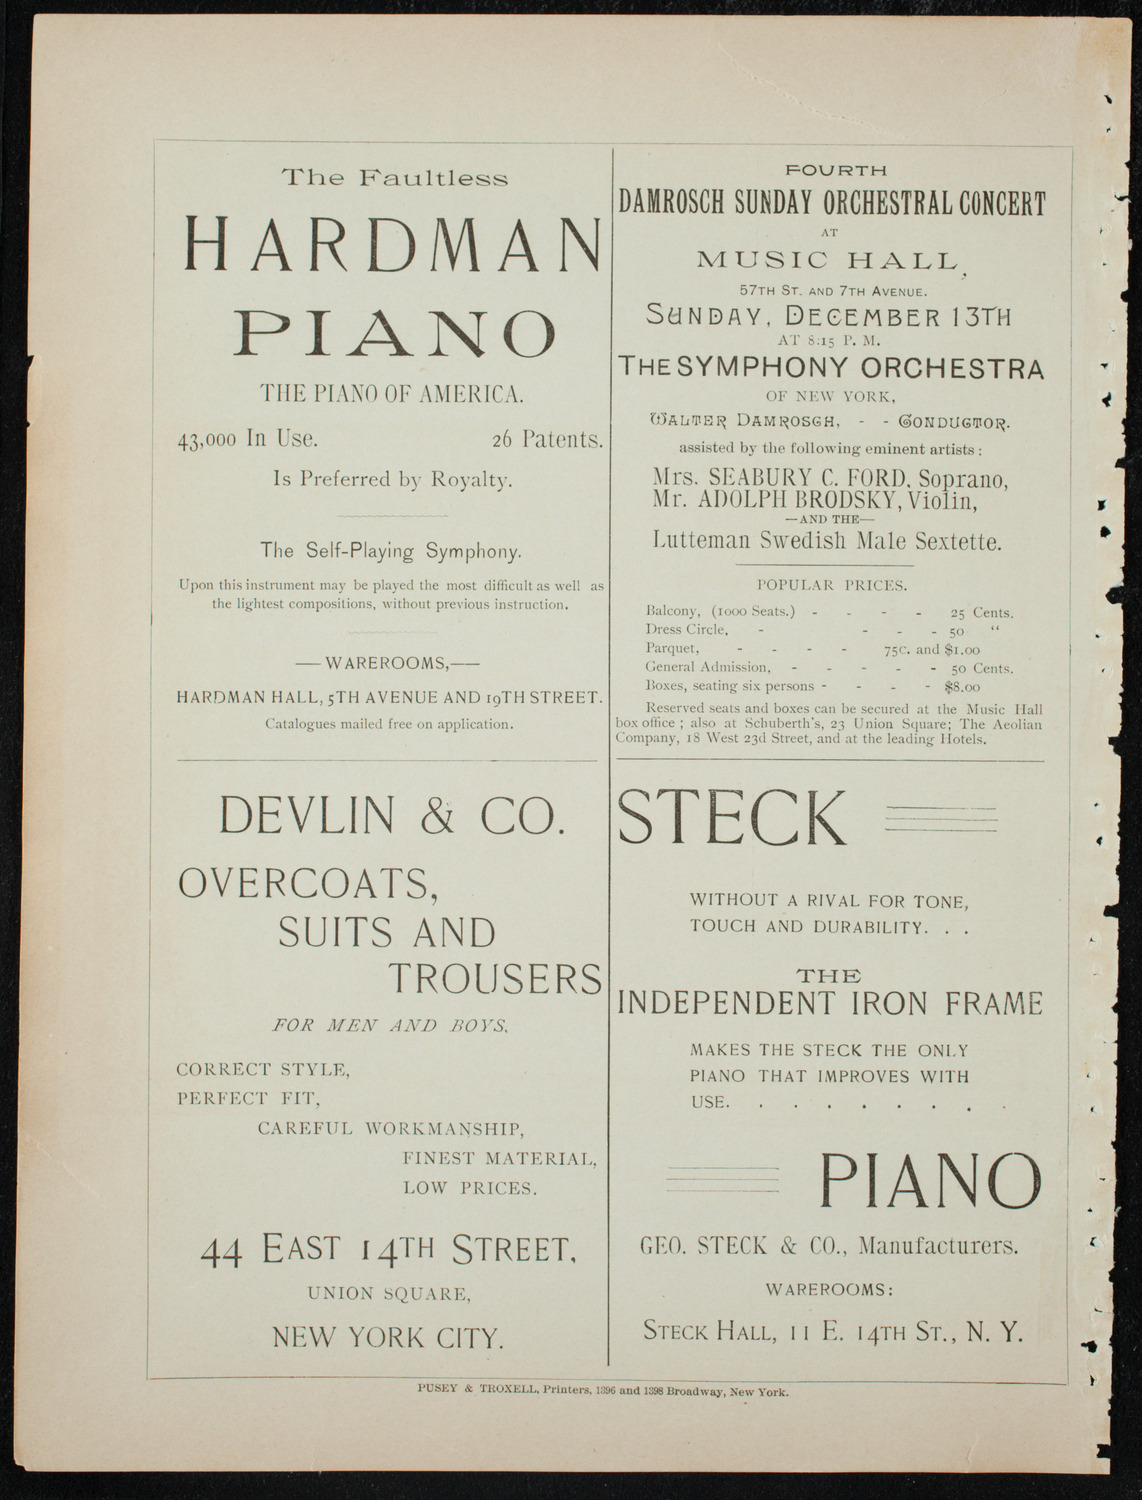 The Faultless
HARDMAN
PIANO
THE PIANO OF AMERICA.
43,000 In Use. 26 Patents.
Is Preferred by Royalty.
The Self-Playing Symphony.
Upon this instrument may be played the most difficult as well as
the lightest compositions, without previous instruction.
— WAREROOMS,—
HARDMAN HALL, 5TH AVENUE AND 19TH STREET.
Catalogues mailed free on application.
FOURTH
DAMROSCH SUNDAY ORCHESTRAL CONCERT
AT
MUSIC HALL,
57TH ST. AND 7TH AVENUE.
SUNDAY, DECEMBER 13TH
AT 8:15 P. M.
THE SYMPHONY ORCHESTRA
OF NEW YORK,
WALTER DAMROSCH, - - CONDUCTOR.
assisted by the following eminent artists:
Mrs. SEABURY C. FORD, Soprano,
Mr. ADOLPH BRODSKY, Violin,
—AND THE—
Lutteman Swedish Male Sextette.
POPULAR PRICES.
Balcony, (1000 Seats.) - - - - 25 Cents.
Dress Circle, - - - - 50 "
Parquet, - - - - 75c. and $1.00
General Admission, - - - - - 50 Cents.
Boxes, seating six persons - - - - $8.00
Reserved seats and boxes can be secured at the Music Hall
box office; also at Schuberth's, 23 Union Square; The Aeolian
Company, 18 West 23d Street, and at the leading Hotels.
DEVLIN & CO.
OVERCOATS,
SUITS AND
TROUSERS
FOR MEN AND BOYS.
CORRECT STYLE,
PERFECT FIT,
CAREFUL WORKMANSHIP,
FINEST MATERIAL,
LOW PRICES.
44 EAST 14TH STREET,
UNION SQUARE,
NEW YORK CITY.
STECK
WITHOUT A RIVAL FOR TONE,
TOUCH AND DURABILITY. . .
THE
INDEPENDENT IRON FRAME
MAKES THE STECK THE ONLY
PIANO THAT IMPROVES WITH
USE. . . . . . . . .
PIANO
GEO. STECK & CO., Manufacturers.
WAREROOMS:
STECK HALL, 11 E. 14TH ST., N. Y.
PUSEY & TROXELL, Printers, 1396 and 1398 Broadway, New York.